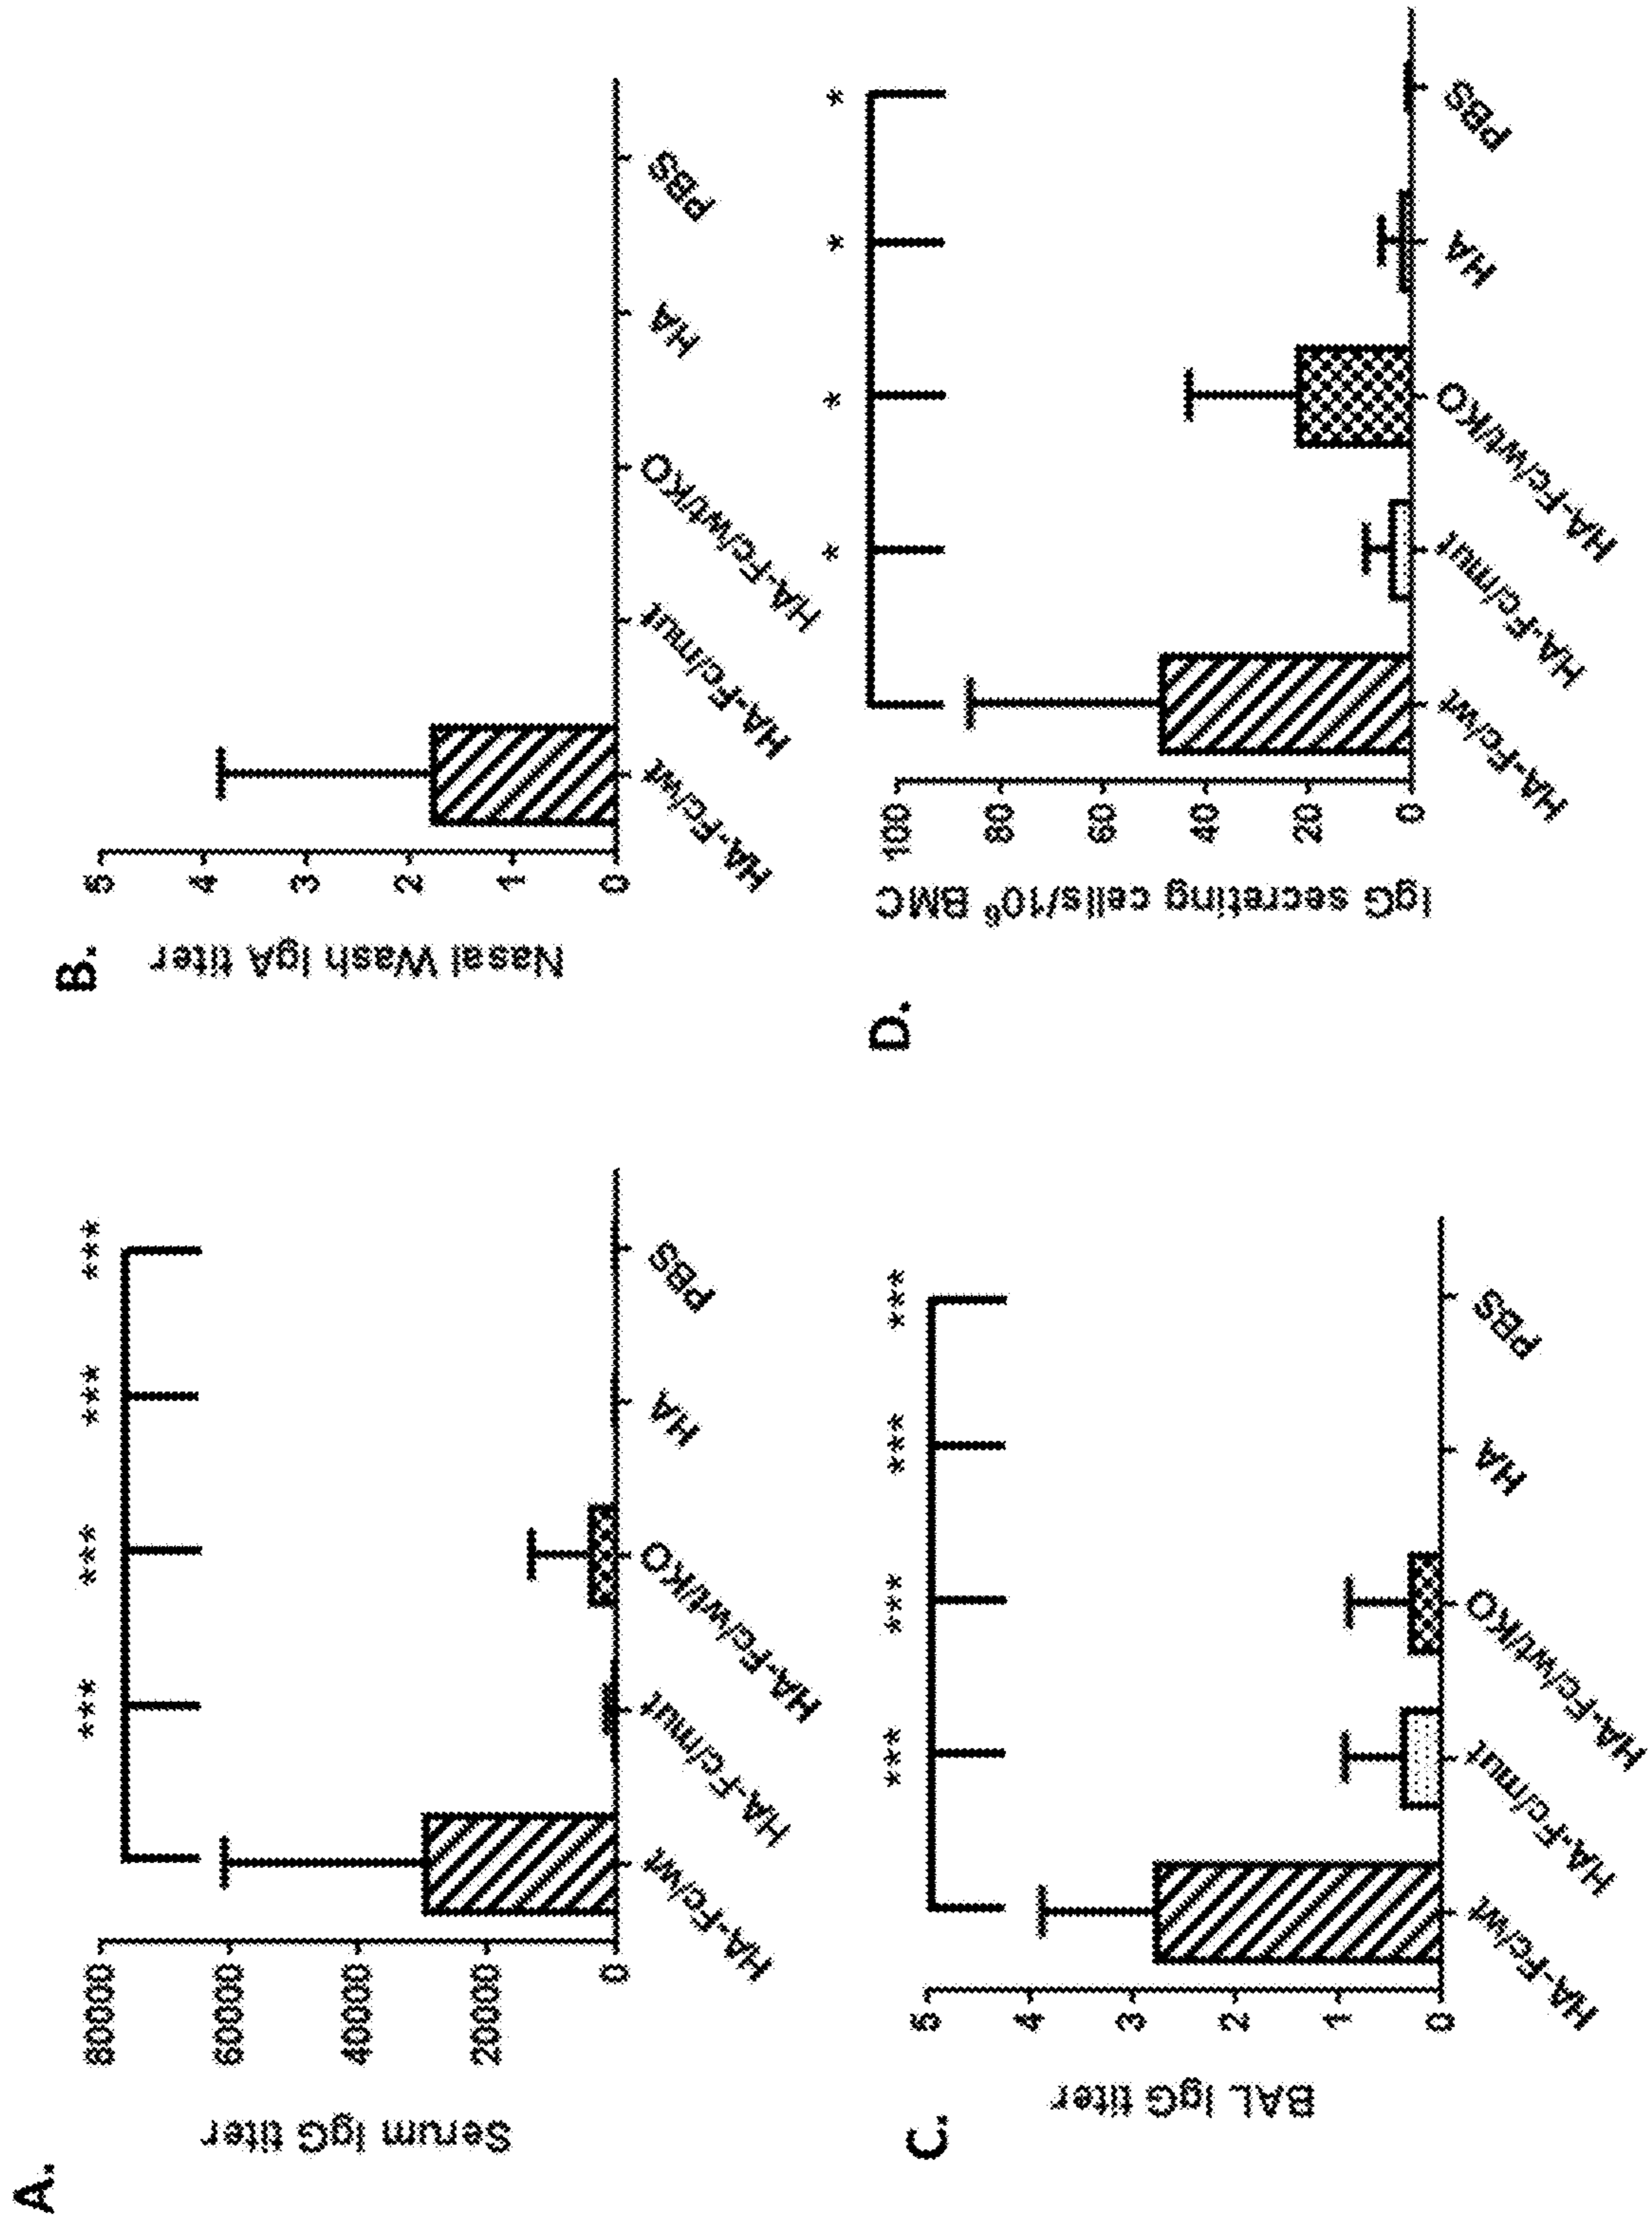 A.
Serum IgG titer
80000
60000
40000
20000
0
*** *** *** ***
HA-Fc/wt
HA-Fc/mut
HA-Fc/wt/KO
HA
PBS
B.
Nasal Wash IgA titer
5
4
3
2
1
0
HA-Fc/wt
HA-Fc/mut
HA-Fc/wt/KO
HA
PBS
C.
BAL IgG titer
5
4
3
2
1
0
*** *** *** ***
HA-Fc/wt
HA-Fc/mut
HA-Fc/wt/KO
HA
PBS
D.
IgG secreting cells/10⁶ BMC
100
80
60
40
20
0
* * * *
HA-Fc/wt
HA-Fc/mut
HA-Fc/wt/KO
HA
PBS